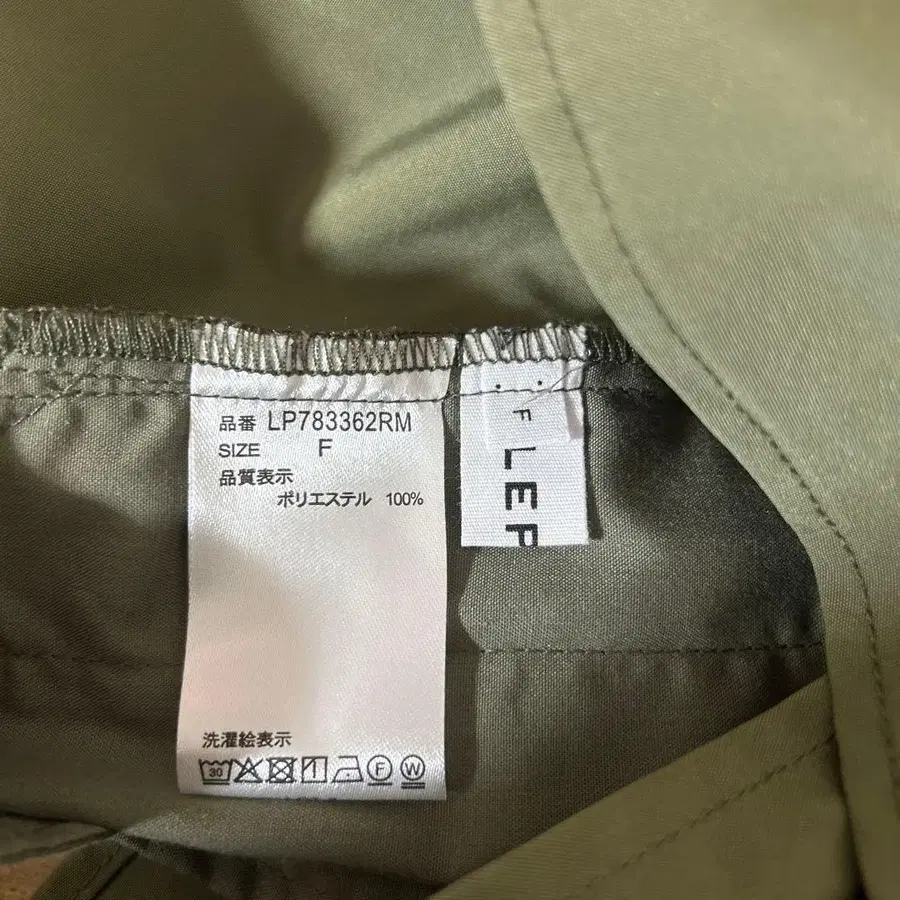 品番 LP783362RM
SIZE F
品質表示
ポリエステル 100%
洗濯絵表示
30 F W
F
LEP